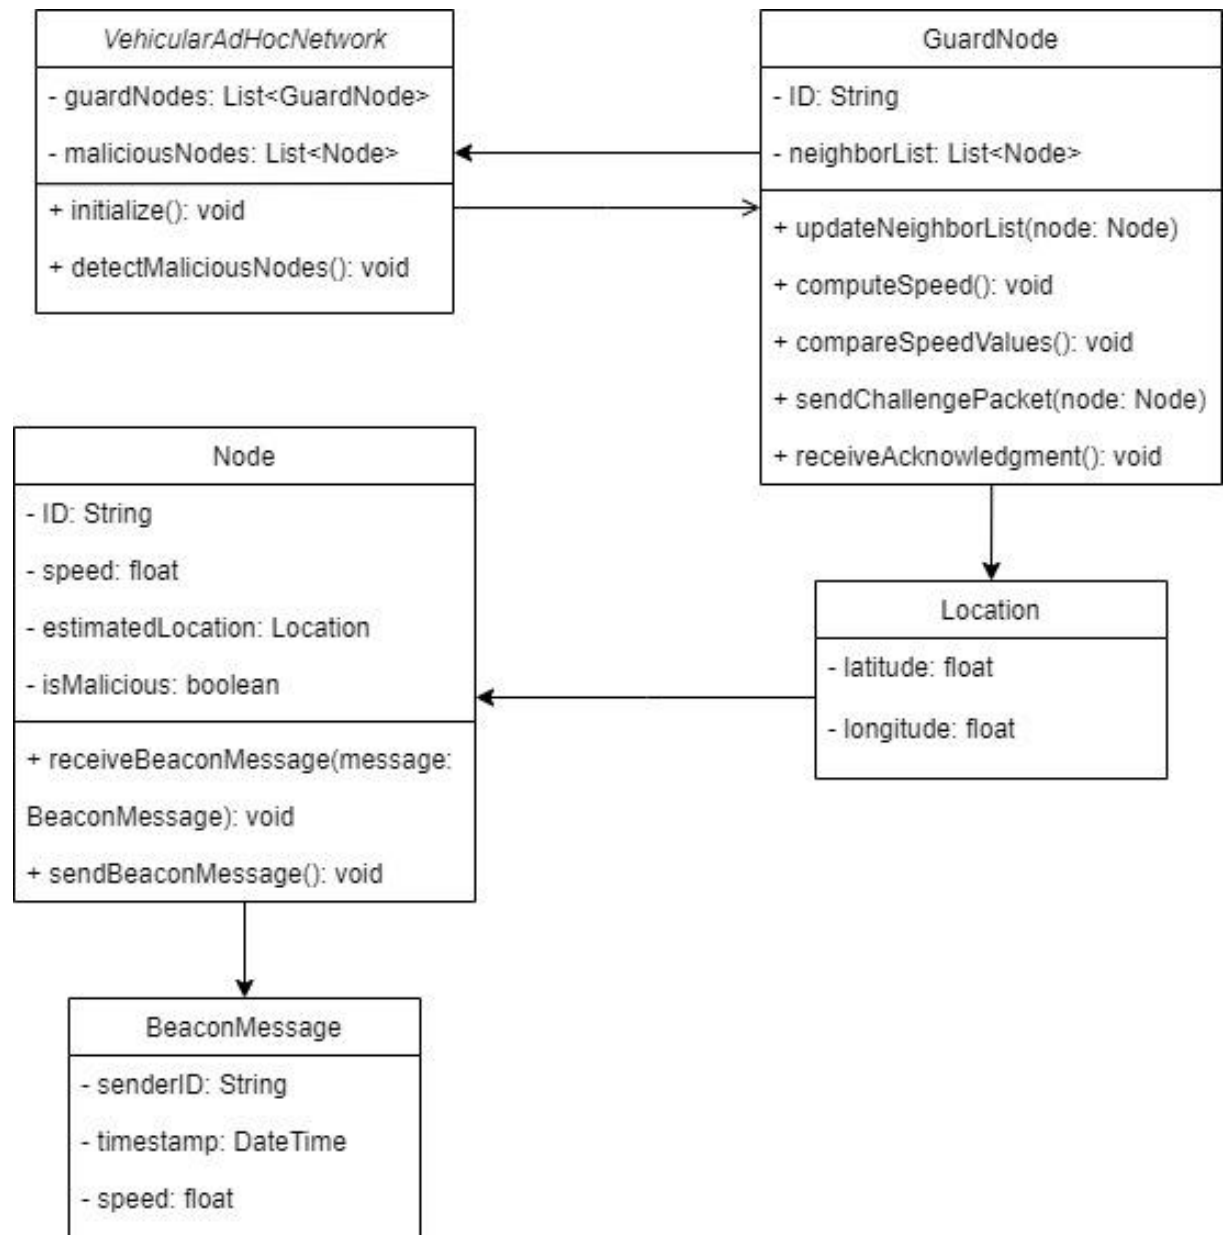 VehicularAdHocNetwork
- guardNodes: List<GuardNode>
- maliciousNodes: List<Node>
+ initialize(): void
+ detectMaliciousNodes(): void
GuardNode
- ID: String
- neighborList: List<Node>
+ updateNeighborList(node: Node)
+ computeSpeed(): void
+ compareSpeedValues(): void
+ sendChallengePacket(node: Node)
+ receiveAcknowledgment(): void
Node
- ID: String
- speed: float
- estimatedLocation: Location
- isMalicious: boolean
+ receiveBeaconMessage(message:
BeaconMessage): void
+ sendBeaconMessage(): void
Location
- latitude: float
- longitude: float
BeaconMessage
- senderID: String
- timestamp: DateTime
- speed: float